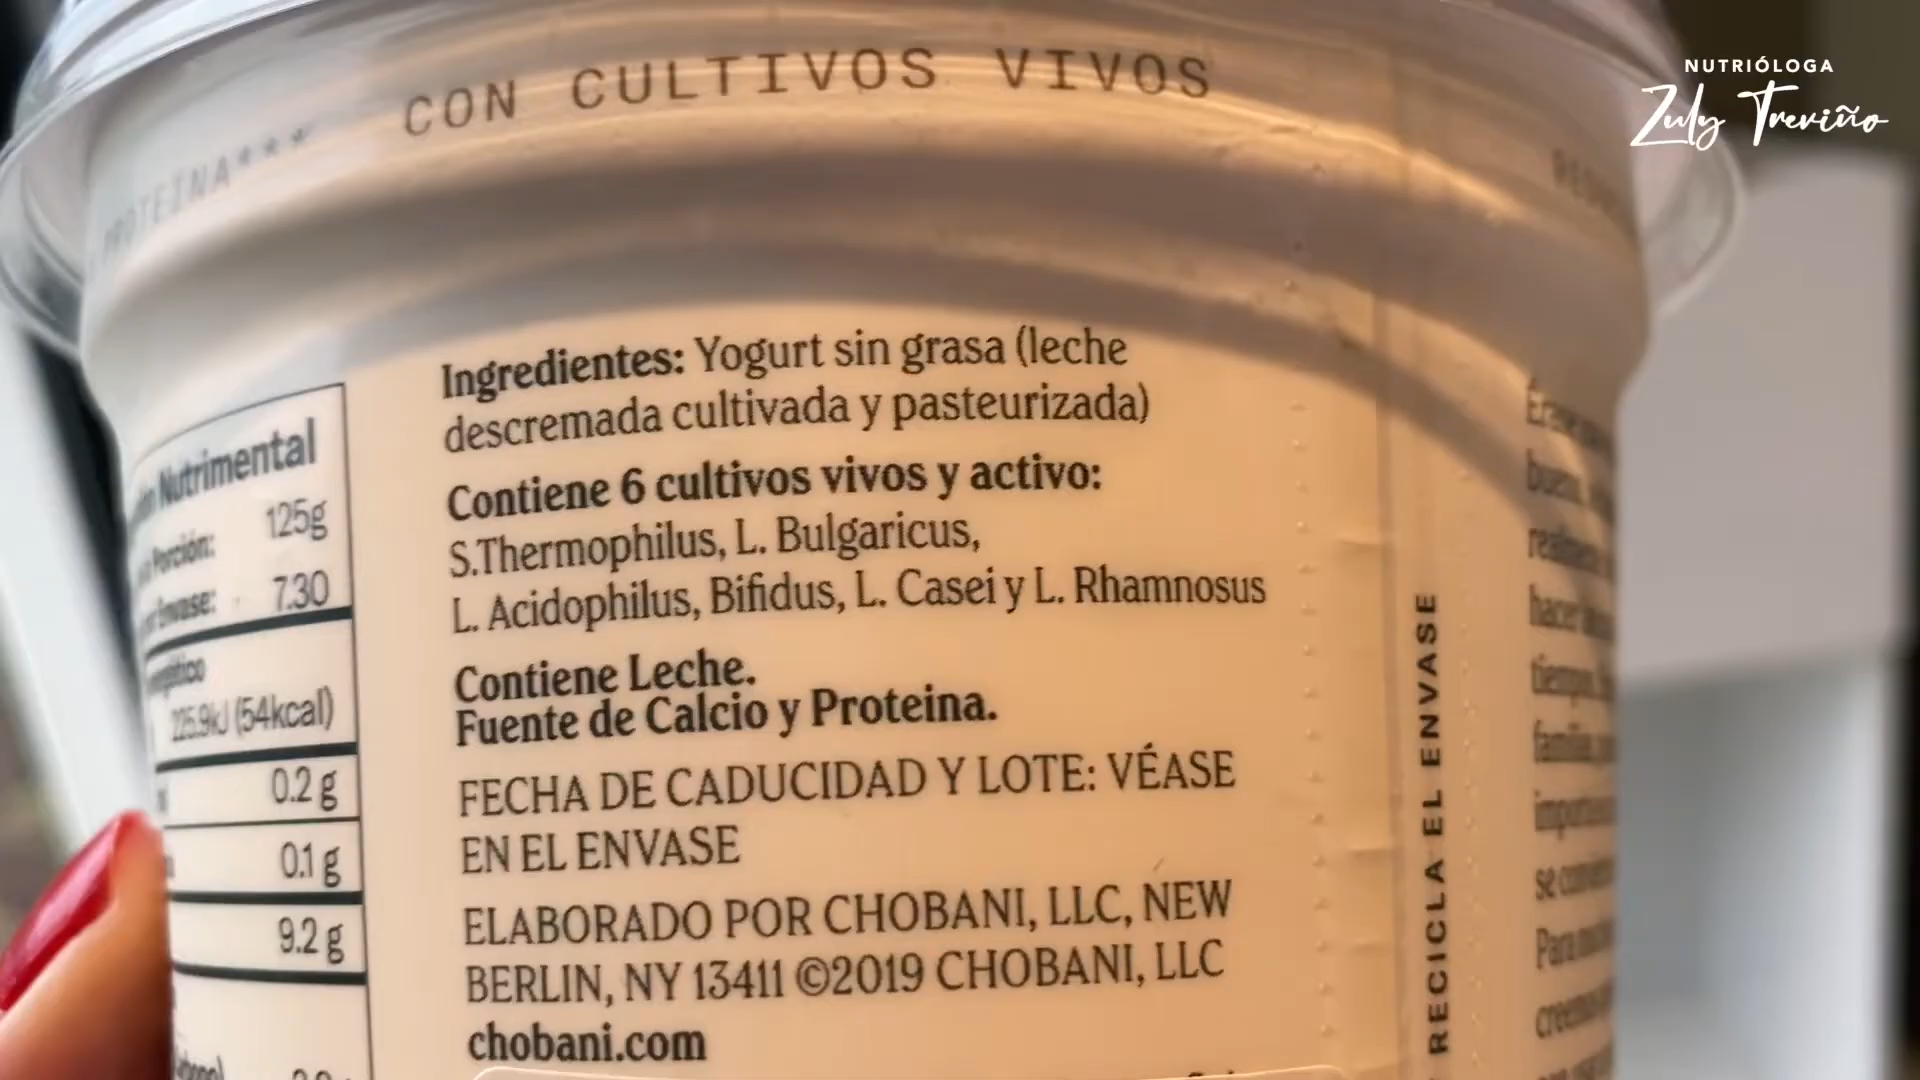 NUTRIÓLOGA
Zuly Treviño
PROTEINA*** CON CULTIVOS VIVOS
Nutrimental
Porción: 125g
Envase: 7.30
225.9kJ (54kcal)
0.2 g
0.1 g
9.2 g
Ingredientes: Yogurt sin grasa (leche
descremada cultivada y pasteurizada)
Contiene 6 cultivos vivos y activo:
S.Thermophilus, L. Bulgaricus,
L. Acidophilus, Bifidus, L. Casei y L. Rhamnosus
Contiene Leche.
Fuente de Calcio y Proteina.
FECHA DE CADUCIDAD Y LOTE: VÉASE
EN EL ENVASE
ELABORADO POR CHOBANI, LLC, NEW
BERLIN, NY 13411 ©2019 CHOBANI, LLC
chobani.com
RECICLA EL ENVASE